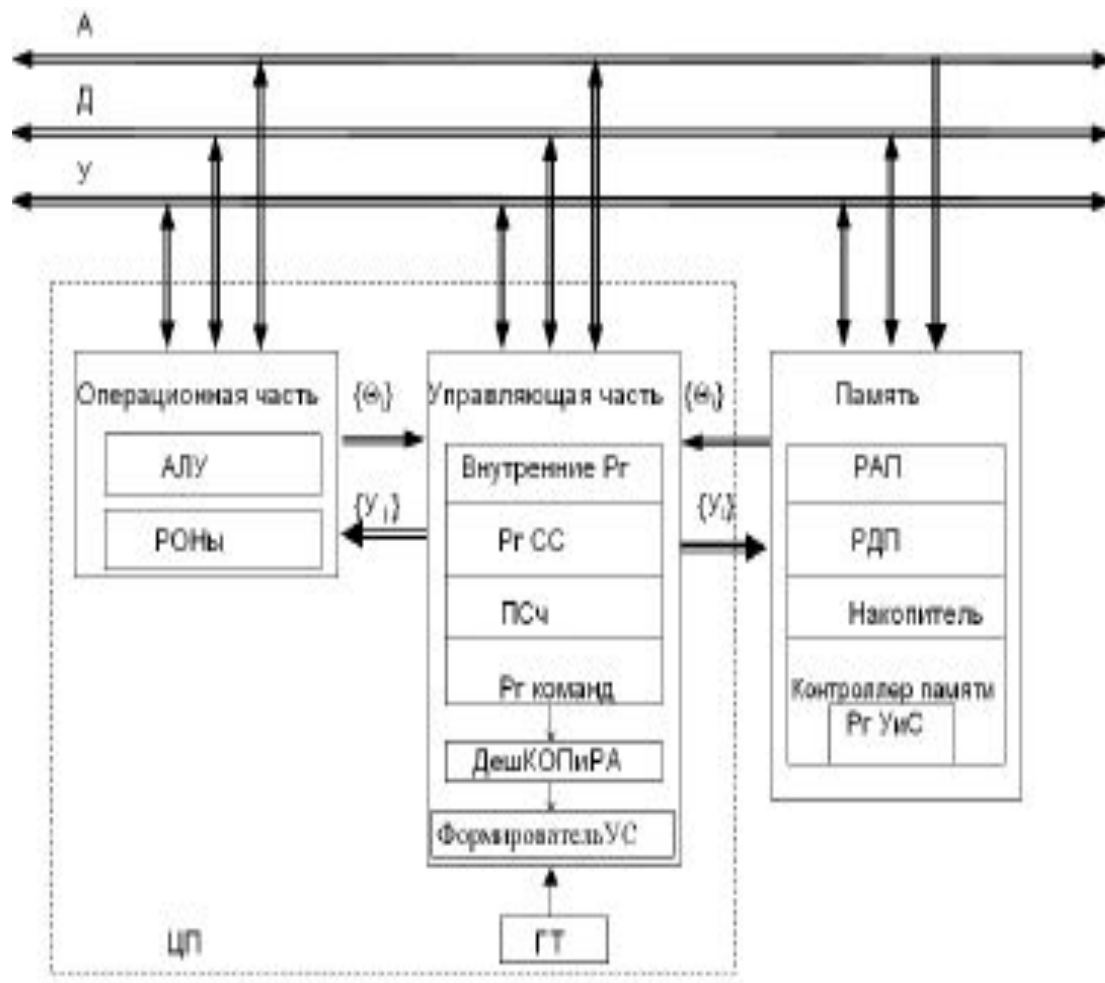 А
Д
У
Операционная часть
{Θᵢ}
Управляющая часть
{Θᵢ}
Память
АЛУ
Внутренние Рг
РАП
{Уⱼ}
{Уᵢ}
РОНы
Рг СС
РДП
ПСч
Накопитель
Рг команд
Контроллер памяти
Рг УиС
ДешКОПиРА
ФормировательУС
ЦП
ГТ